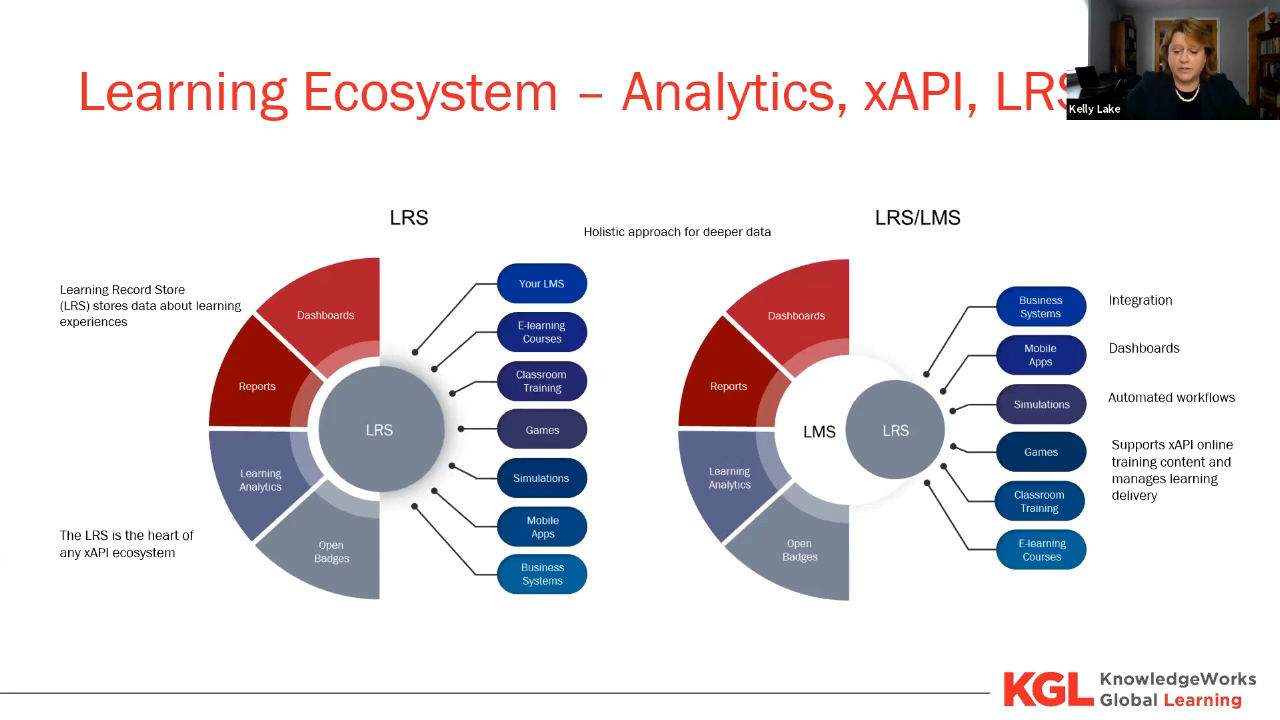 Learning Ecosystem – Analytics, xAPI, LRS
Kelly Lake
LRS
Holistic approach for deeper data
LRS/LMS
Learning Record Store
(LRS) stores data about learning
experiences
The LRS is the heart of
any xAPI ecosystem
Dashboards
Reports
Learning
Analytics
Open
Badges
LRS
Your LMS
E-learning
Courses
Classroom
Training
Games
Simulations
Mobile
Apps
Business
Systems
Dashboards
Reports
Learning
Analytics
Open
Badges
LMS
LRS
Business
Systems
Mobile
Apps
Simulations
Games
Classroom
Training
E-learning
Courses
Integration
Dashboards
Automated workflows
Supports xAPI online
training content and
manages learning
delivery
KGL KnowledgeWorks
Global Learning